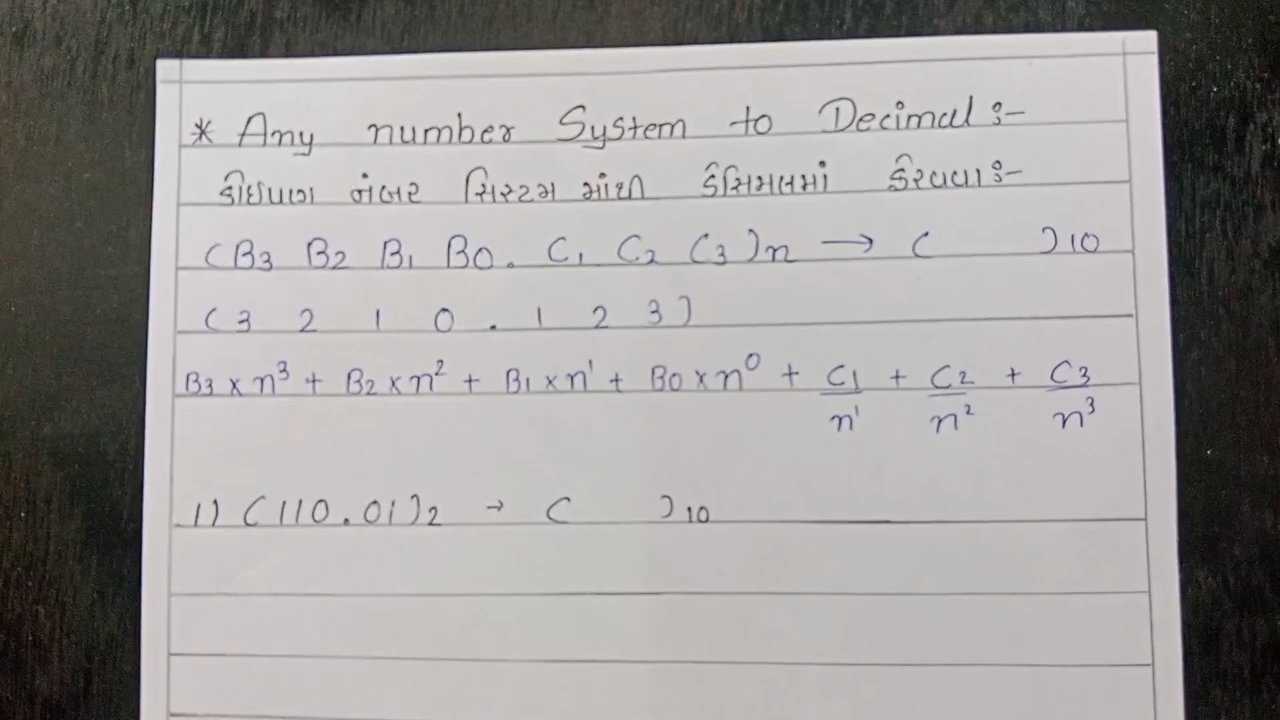 * Any number System to Decimal :-
કોઇપણ નંબર સિસ્ટમ માંથી ડેસિમલમાં ફેરવવા :-
(B3 B2 B1 B0 . C1 C2 C3)n → ( )10
(3 2 1 0 . 1 2 3)
B3 × n³ + B2 × n² + B1 × n¹ + B0 × n⁰ + C1/n¹ + C2/n² + C3/n³
1) (110.01)2 → ( )10